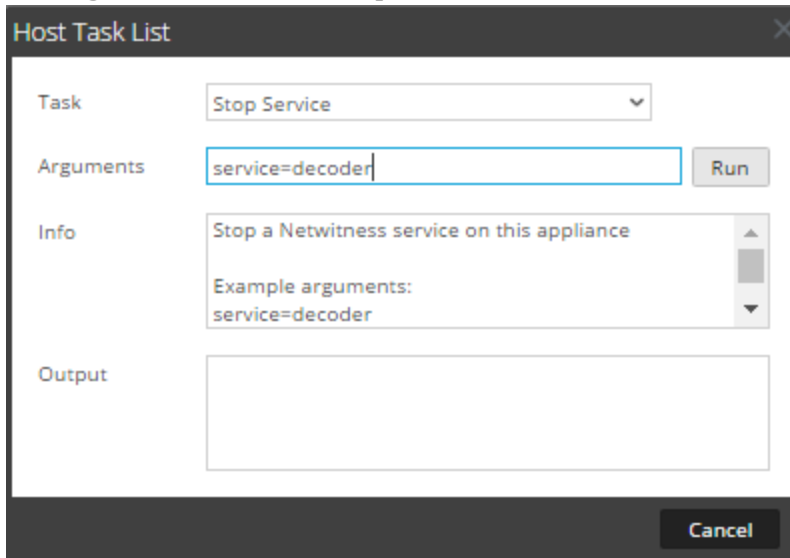 Host Task List
Task
Stop Service
Arguments
service=decoder
Run
Info
Stop a Netwitness service on this appliance
Example arguments:
service=decoder
Output
Cancel